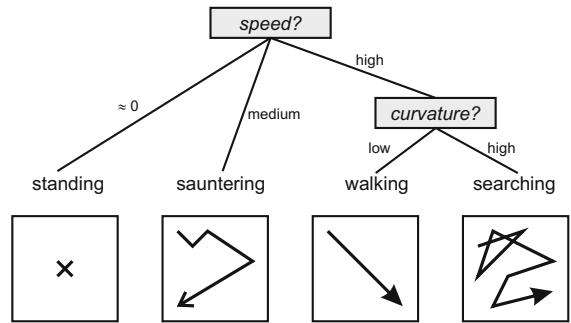 speed?
high
≈ 0
medium
curvature?
low
high
standing
sauntering
walking
searching